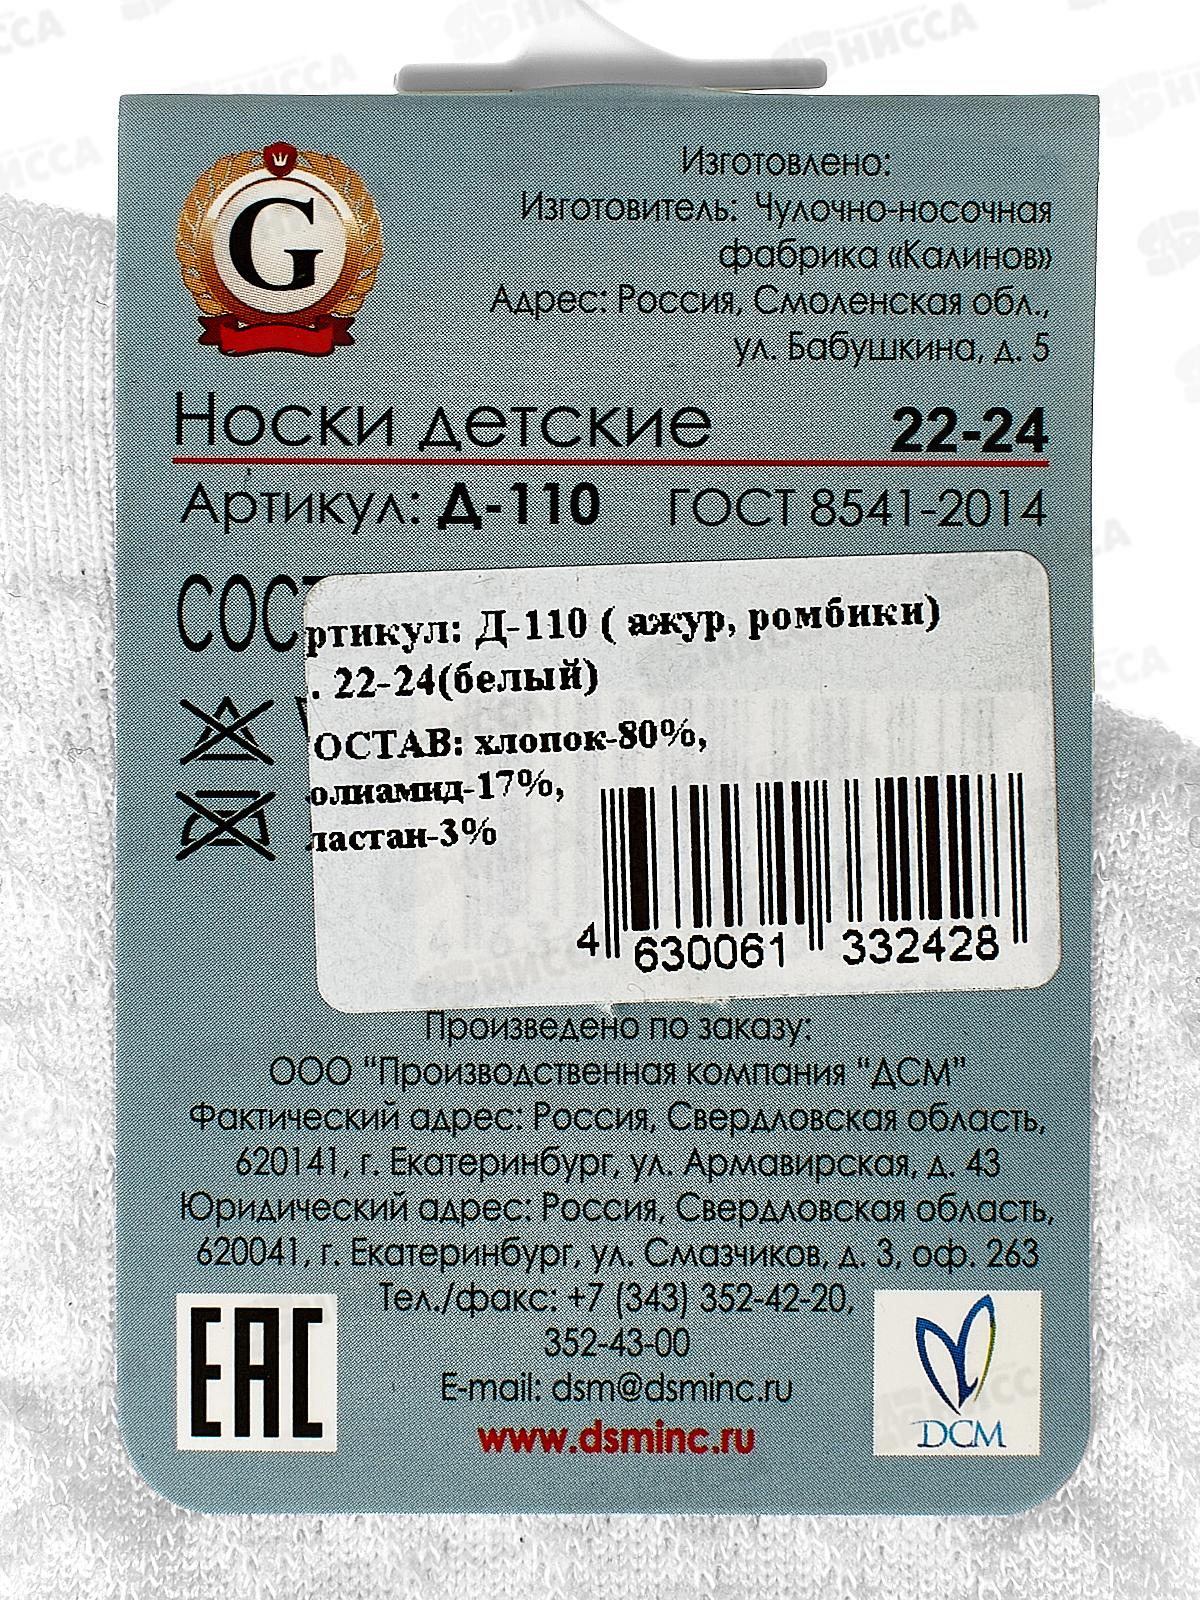 G
Изготовлено:
Изготовитель: Чулочно-носочная
фабрика «Калинов»
Адрес: Россия, Смоленская обл.,
ул. Бабушкина, д. 5
Носки детские 22-24
Артикул: Д-110 ГОСТ 8541-2014
СОСТ
ртикул: Д-110 ( ажур, ромбики)
. 22-24(белый)
ОСТАВ: хлопок-80%,
олиамид-17%,
ластан-3%
4 630061 332428
Произведено по заказу:
ООО “Производственная компания “ДСМ”
Фактический адрес: Россия, Свердловская область,
620141, г. Екатеринбург, ул. Армавирская, д. 43
Юридический адрес: Россия, Свердловская область,
620041, г. Екатеринбург, ул. Смазчиков, д. 3, оф. 263
Тел./факс: +7 (343) 352-42-20,
352-43-00
E-mail: dsm@dsminc.ru
www.dsminc.ru
EAC
DCM